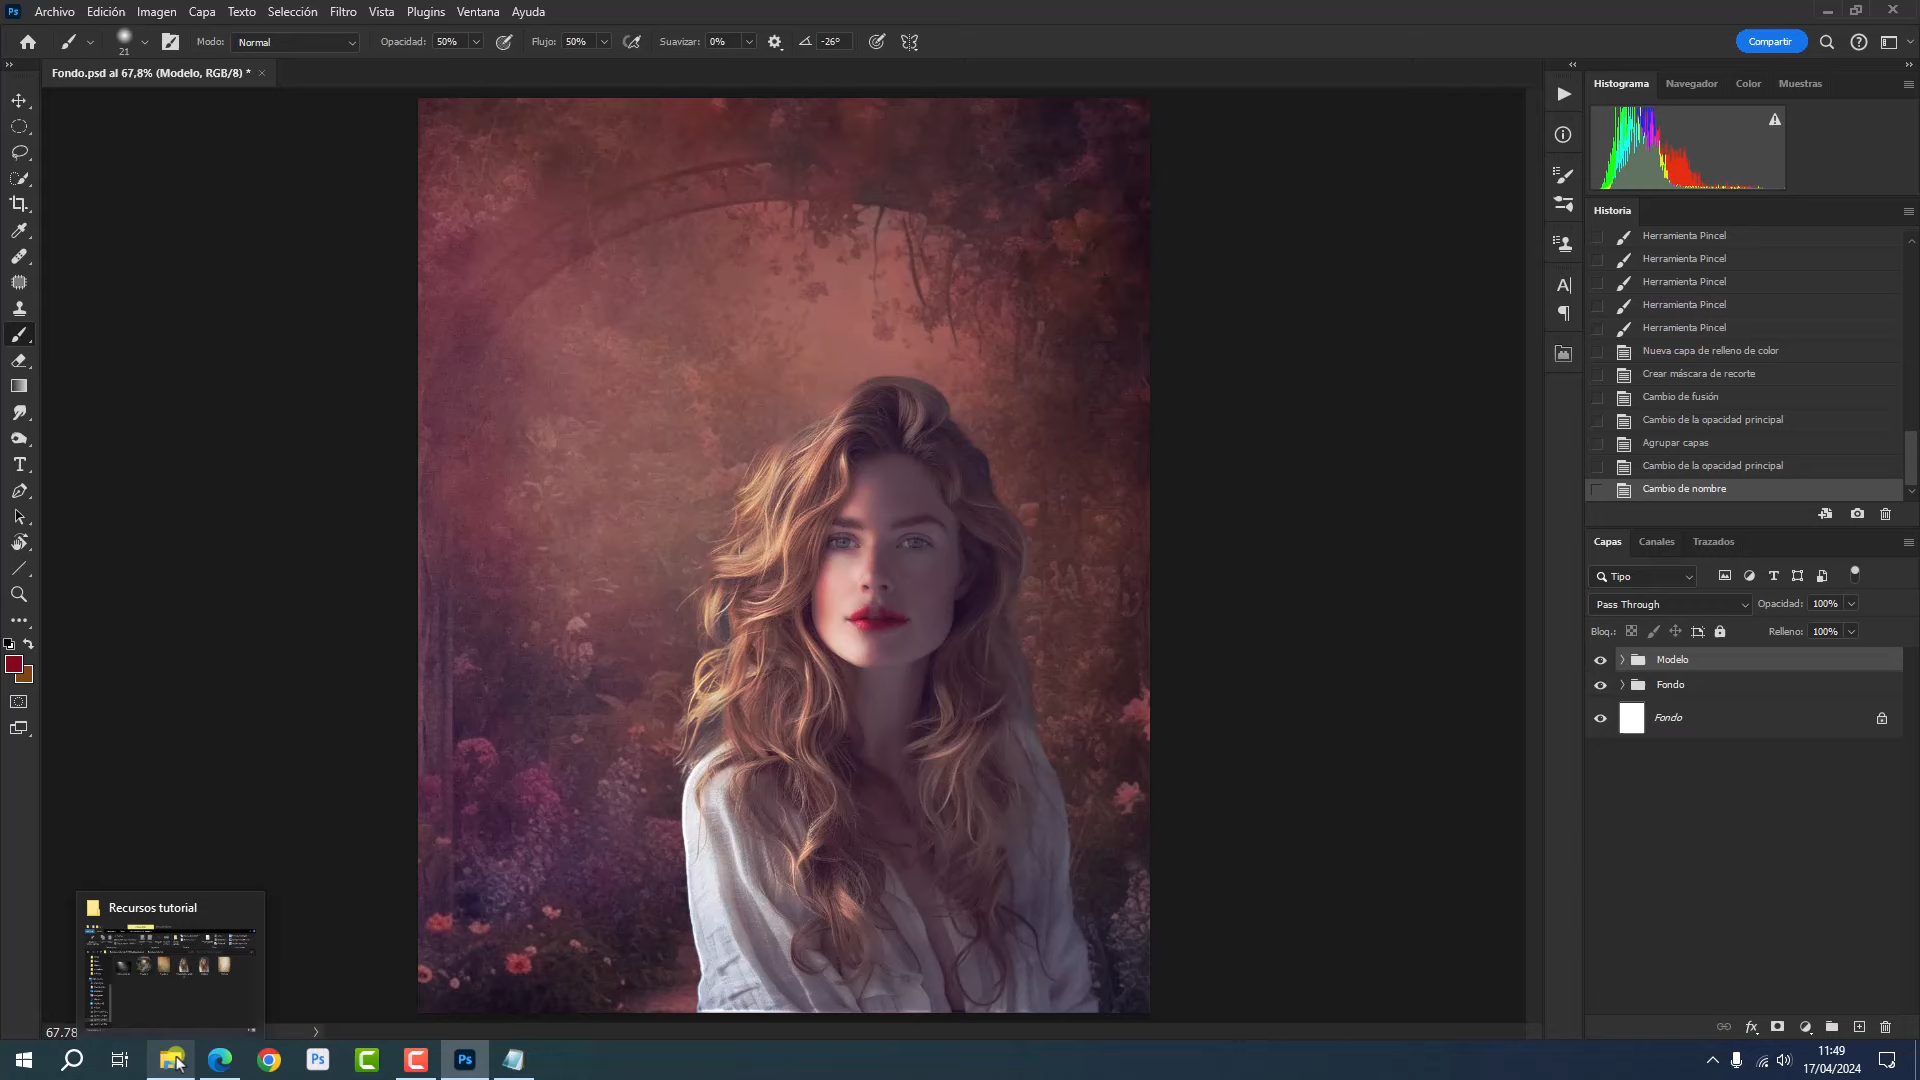 Ps Archivo Edición Imagen Capa Texto Selección Filtro Vista Plugins Ventana Ayuda
21 Modo: Normal Opacidad: 50% Flujo: 50% Suavizar: 0% -26° Compartir
Fondo.psd al 67,8% (Modelo, RGB/8) *
Histograma Navegador Color Muestras
Historia
Herramienta Pincel
Herramienta Pincel
Herramienta Pincel
Herramienta Pincel
Herramienta Pincel
Nueva capa de relleno de color
Crear máscara de recorte
Cambio de fusión
Cambio de la opacidad principal
Agrupar capas
Cambio de la opacidad principal
Cambio de nombre
Capas Canales Trazados
Tipo
Pass Through Opacidad: 100%
Bloq.: Relleno: 100%
Modelo
Fondo
Fondo
Recursos tutorial
67.78
11:49
17/04/2024